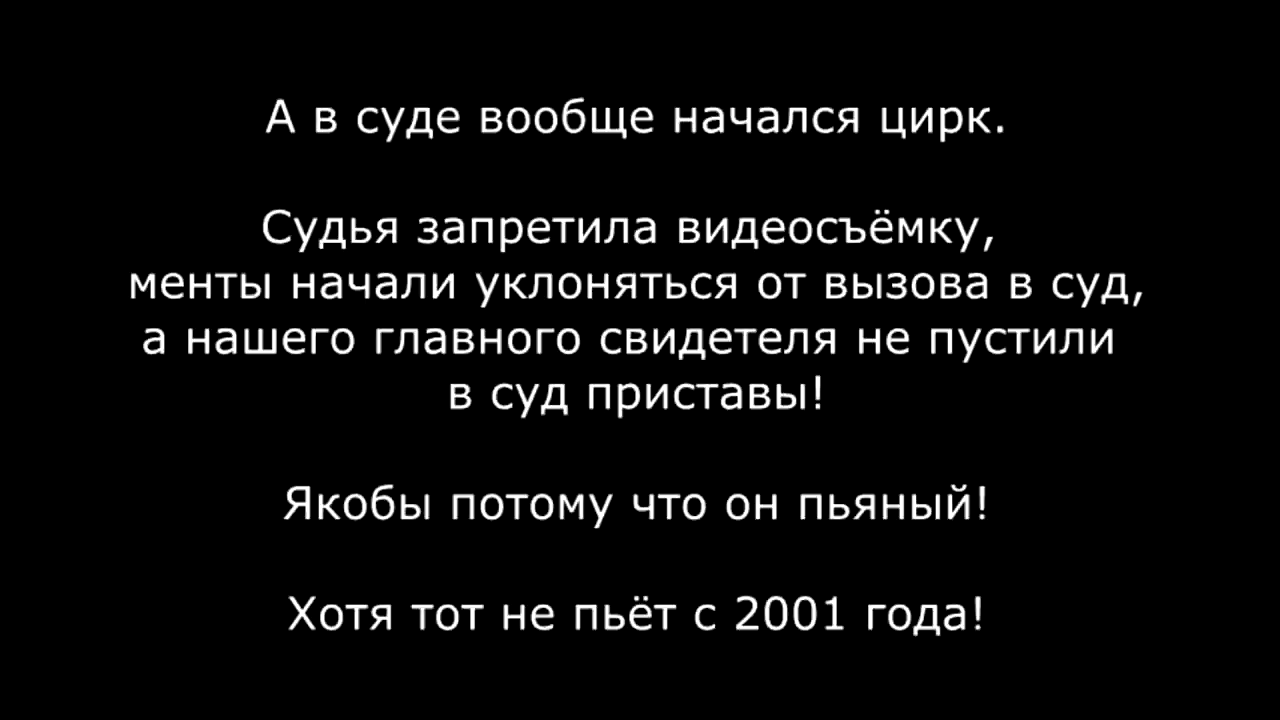 А в суде вообще начался цирк.
Судья запретила видеосъёмку,
менты начали уклоняться от вызова в суд,
а нашего главного свидетеля не пустили
в суд приставы!
Якобы потому что он пьяный!
Хотя тот не пьёт с 2001 года!